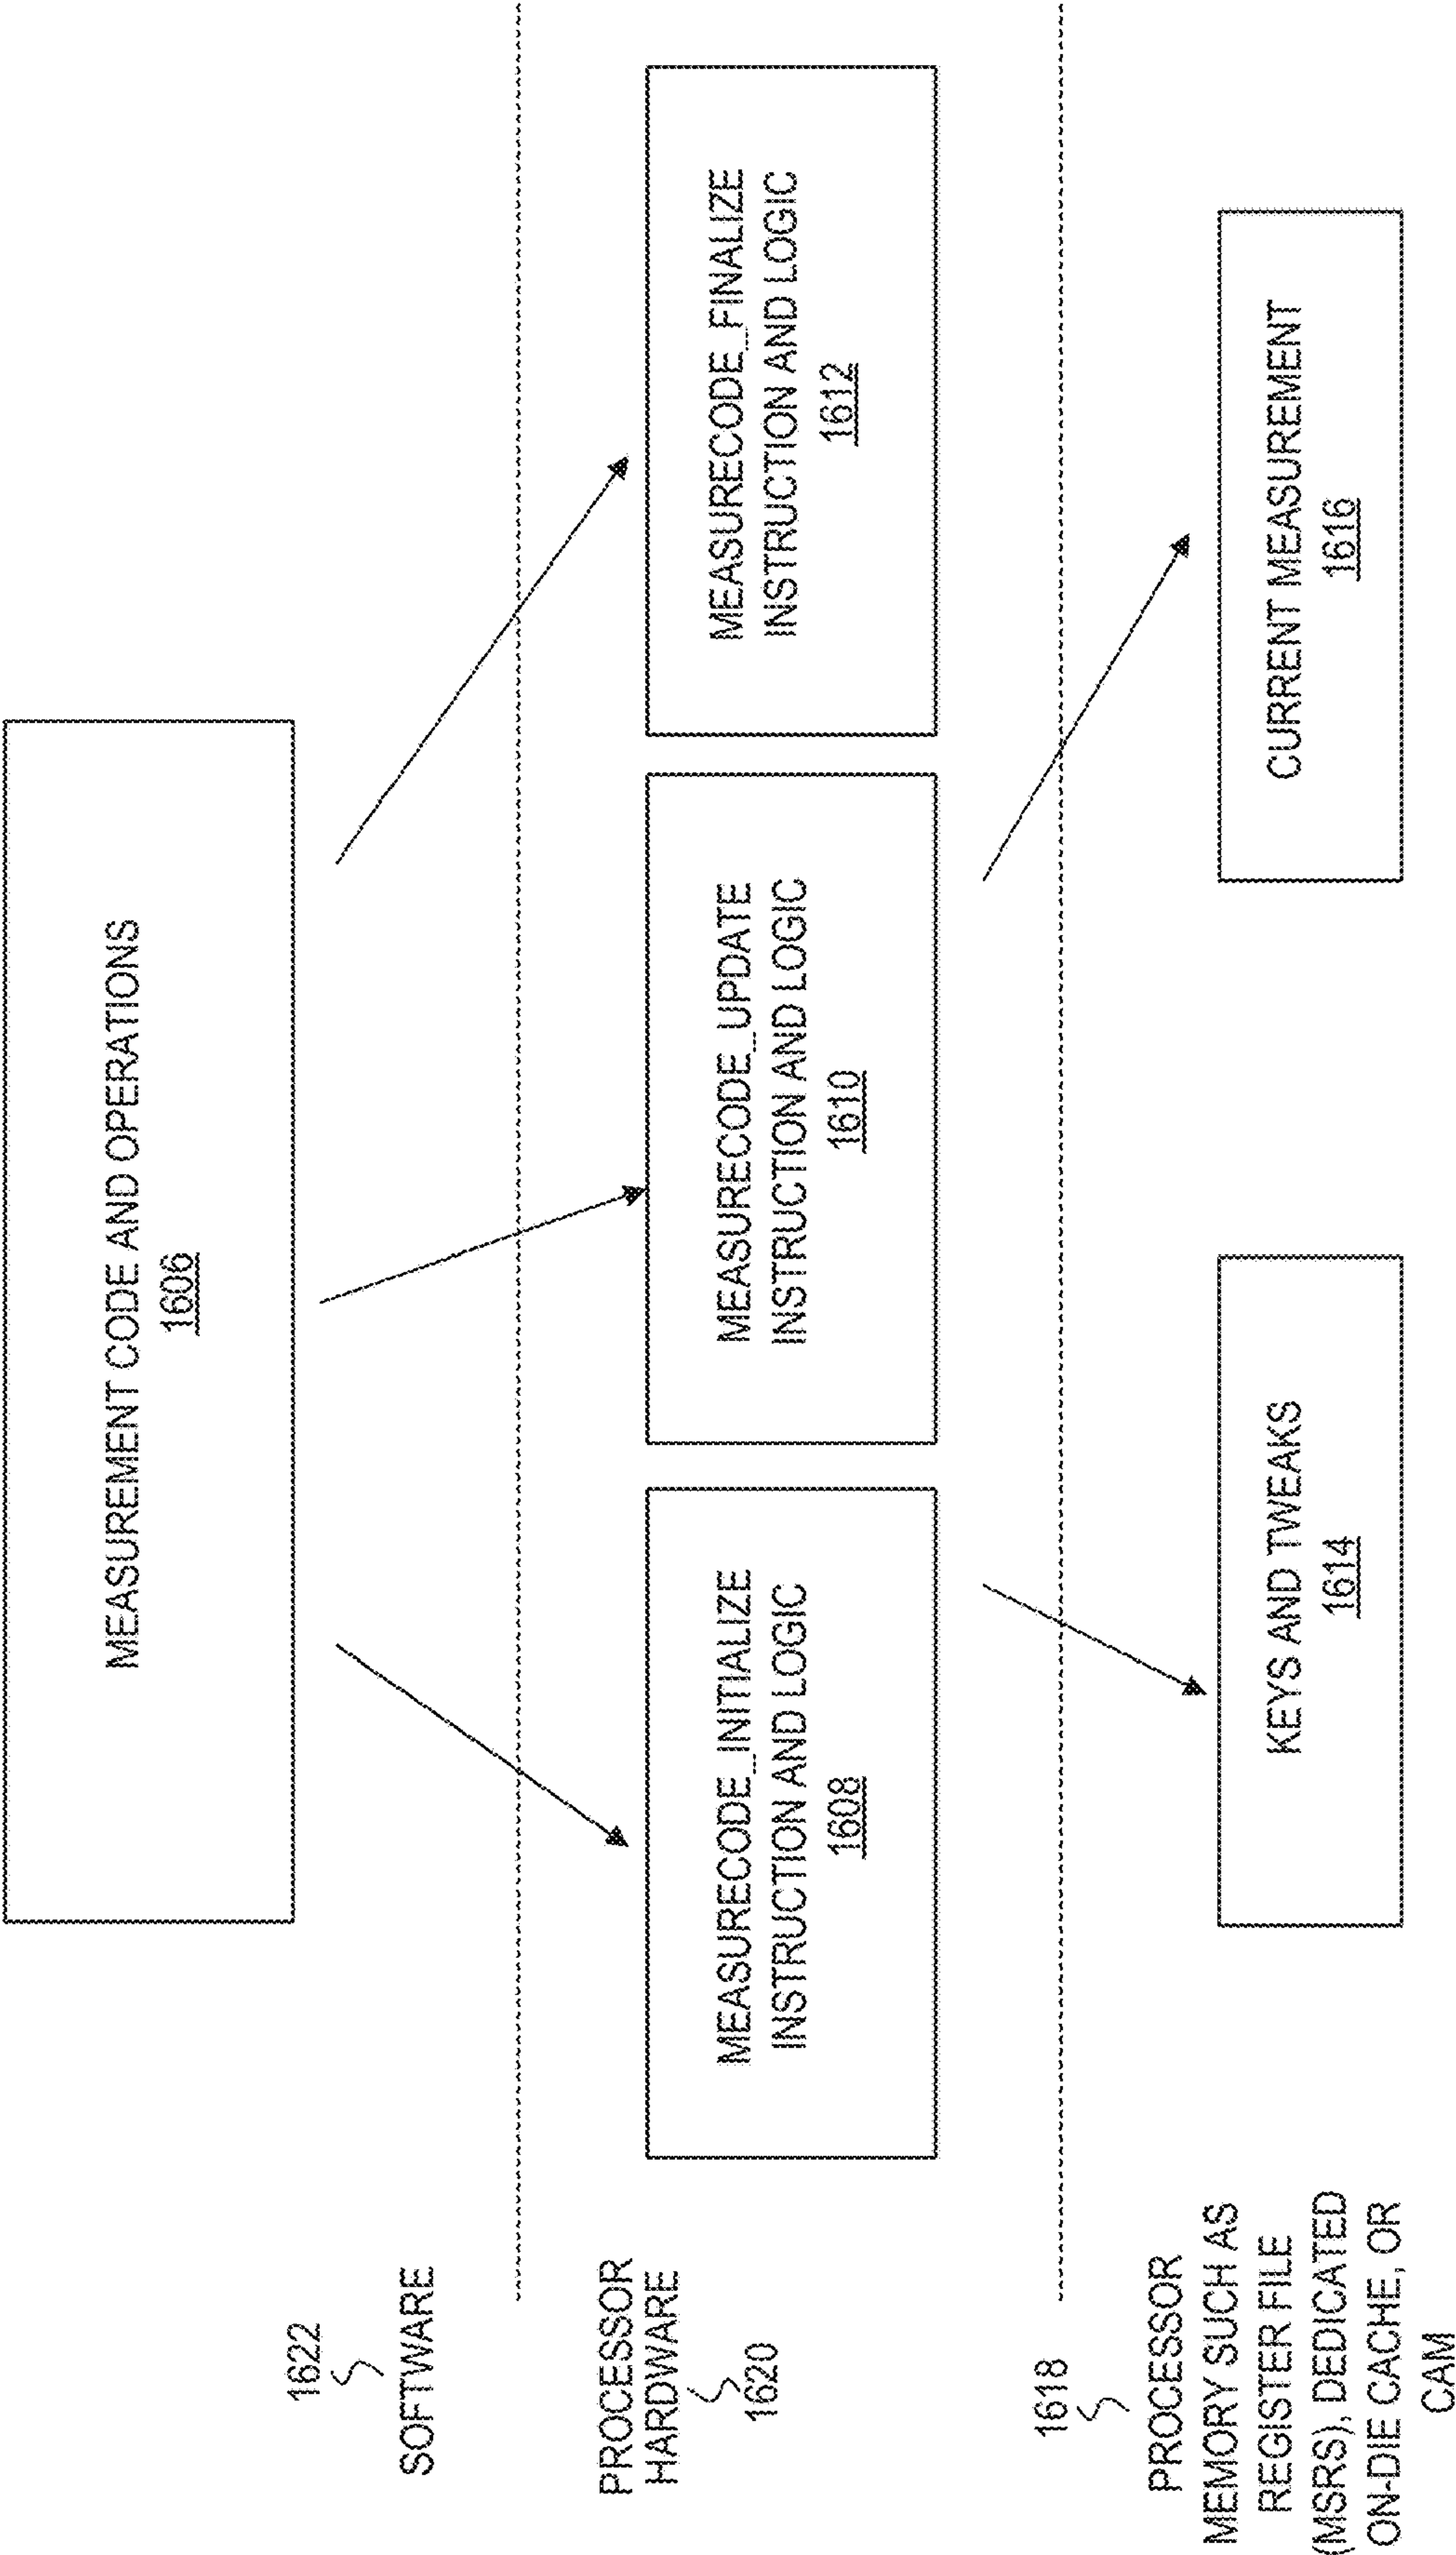 MEASUREMENT CODE AND OPERATIONS
1606
1622
SOFTWARE
MEASURECODE_INITIALIZE
INSTRUCTION AND LOGIC
1608
MEASURECODE_UPDATE
INSTRUCTION AND LOGIC
1610
MEASURECODE_FINALIZE
INSTRUCTION AND LOGIC
1612
PROCESSOR
HARDWARE
1620
1618
PROCESSOR
MEMORY SUCH AS
REGISTER FILE
(MSRS), DEDICATED
ON-DIE CACHE, OR
CAM
KEYS AND TWEAKS
1614
CURRENT MEASUREMENT
1616